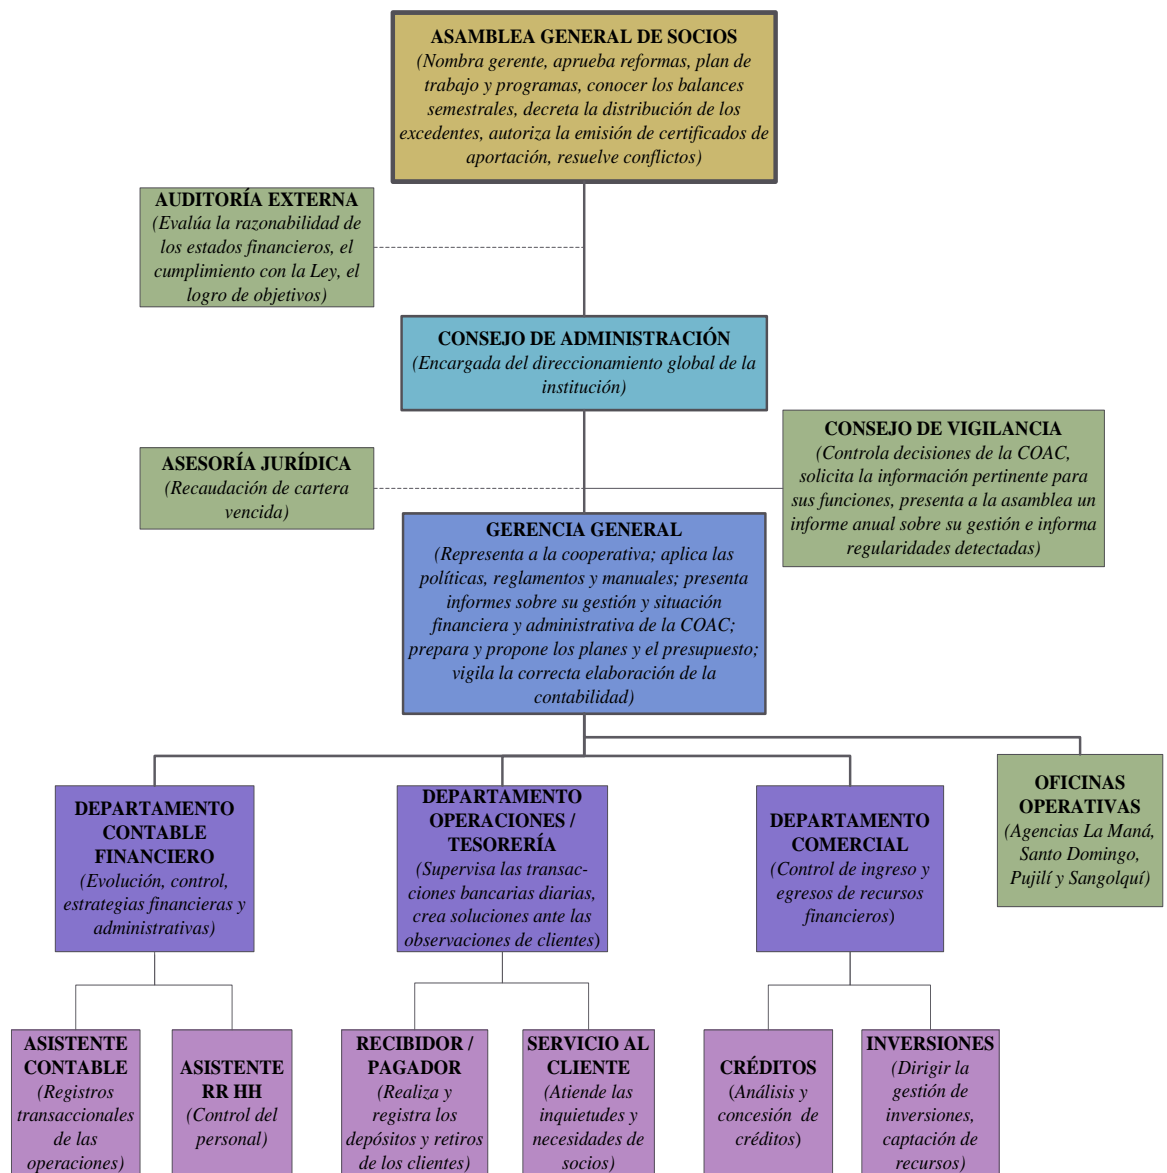 ASAMBLEA GENERAL DE SOCIOS
(Nombra gerente, aprueba reformas, plan de
trabajo y programas, conocer los balances
semestrales, decreta la distribución de los
excedentes, autoriza la emisión de certificados de
aportación, resuelve conflictos)
AUDITORÍA EXTERNA
(Evalúa la razonabilidad de
los estados financieros, el
cumplimiento con la Ley, el
logro de objetivos)
CONSEJO DE ADMINISTRACIÓN
(Encargada del direccionamiento global de la
institución)
CONSEJO DE VIGILANCIA
(Controla decisiones de la COAC,
solicita la información pertinente para
sus funciones, presenta a la asamblea un
informe anual sobre su gestión e informa
regularidades detectadas)
ASESORÍA JURÍDICA
(Recaudación de cartera
vencida)
GERENCIA GENERAL
(Representa a la cooperativa; aplica las
políticas, reglamentos y manuales; presenta
informes sobre su gestión y situación
financiera y administrativa de la COAC;
prepara y propone los planes y el presupuesto;
vigila la correcta elaboración de la
contabilidad)
DEPARTAMENTO
CONTABLE
FINANCIERO
(Evolución, control,
estrategias financieras y
administrativas)
DEPARTAMENTO
OPERACIONES /
TESORERÍA
(Supervisa las transac-
ciones bancarias diarias,
crea soluciones ante las
observaciones de clientes)
DEPARTAMENTO
COMERCIAL
(Control de ingreso y
egresos de recursos
financieros)
OFICINAS
OPERATIVAS
(Agencias La Maná,
Santo Domingo,
Pujilí y Sangolquí)
ASISTENTE
CONTABLE
(Registros
transaccionales
de las
operaciones)
ASISTENTE
RR HH
(Control del
personal)
RECIBIDOR /
PAGADOR
(Realiza y
registra los
depósitos y retiros
de los clientes)
SERVICIO AL
CLIENTE
(Atiende las
inquietudes y
necesidades de
socios)
CRÉDITOS
(Análisis y
concesión de
créditos)
INVERSIONES
(Dirigir la
gestión de
inversiones,
captación de
recursos)